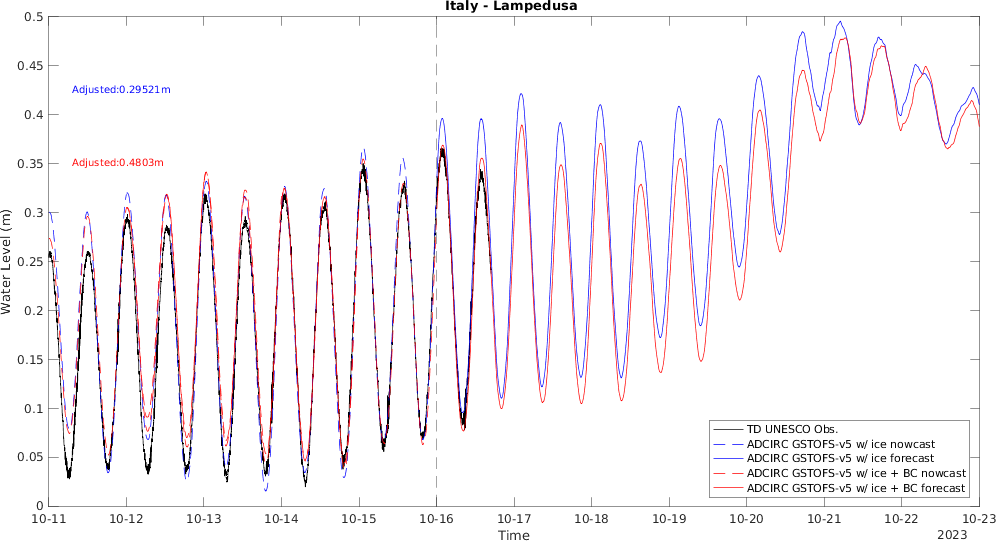 Italy - Lampedusa
0.5
0.45
0.4
0.35
0.3
0.25
0.2
0.15
0.1
0.05
0
Water Level (m)
Adjusted:0.29521m
Adjusted:0.4803m
TD UNESCO Obs.
ADCIRC GSTOFS-v5 w/ ice nowcast
ADCIRC GSTOFS-v5 w/ ice forecast
ADCIRC GSTOFS-v5 w/ ice + BC nowcast
ADCIRC GSTOFS-v5 w/ ice + BC forecast
10-11 10-12 10-13 10-14 10-15 10-16 10-17 10-18 10-19 10-20 10-21 10-22 10-23
Time
2023